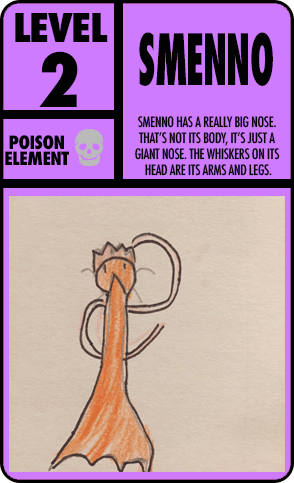 LEVEL
2
SMENNO
POISON
ELEMENT
SMENNO HAS A REALLY BIG NOSE.
THAT'S NOT ITS BODY, IT'S JUST A
GIANT NOSE. THE WHISKERS ON ITS
HEAD ARE ITS ARMS AND LEGS.